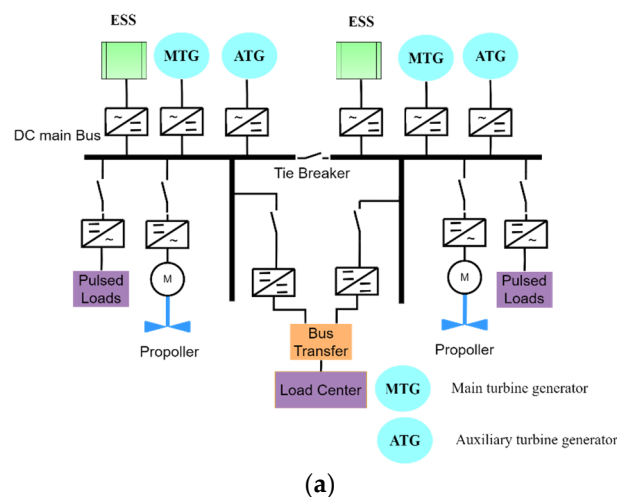 ESS
ESS
MTG
ATG
MTG
ATG
DC main Bus
Tie Breaker
Pulsed
Loads
M
M
Pulsed
Loads
Propoller
Bus
Transfer
Propoller
Load Center
MTG
Main turbine generator
ATG
Auxiliary turbine generator
(a)